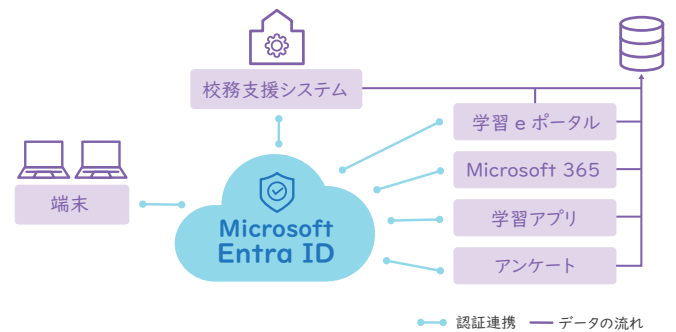 校務支援システム
学習 e ポータル
Microsoft 365
端末
学習アプリ
Microsoft
Entra ID
アンケート
認証連携
データの流れ